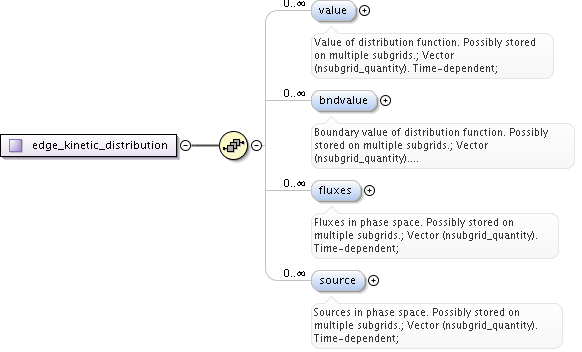 0..∞
value
Value of distribution function. Possibly stored
on multiple subgrids.; Vector
(nsubgrid_quantity). Time-dependent;
0..∞
bndvalue
Boundary value of distribution function. Possibly
stored on multiple subgrids.; Vector
(nsubgrid_quantity)....
edge_kinetic_distribution
0..∞
fluxes
Fluxes in phase space. Possibly stored on
multiple subgrids.; Vector (nsubgrid_quantity).
Time-dependent;
0..∞
source
Sources in phase space. Possibly stored on
multiple subgrids.; Vector (nsubgrid_quantity).
Time-dependent;